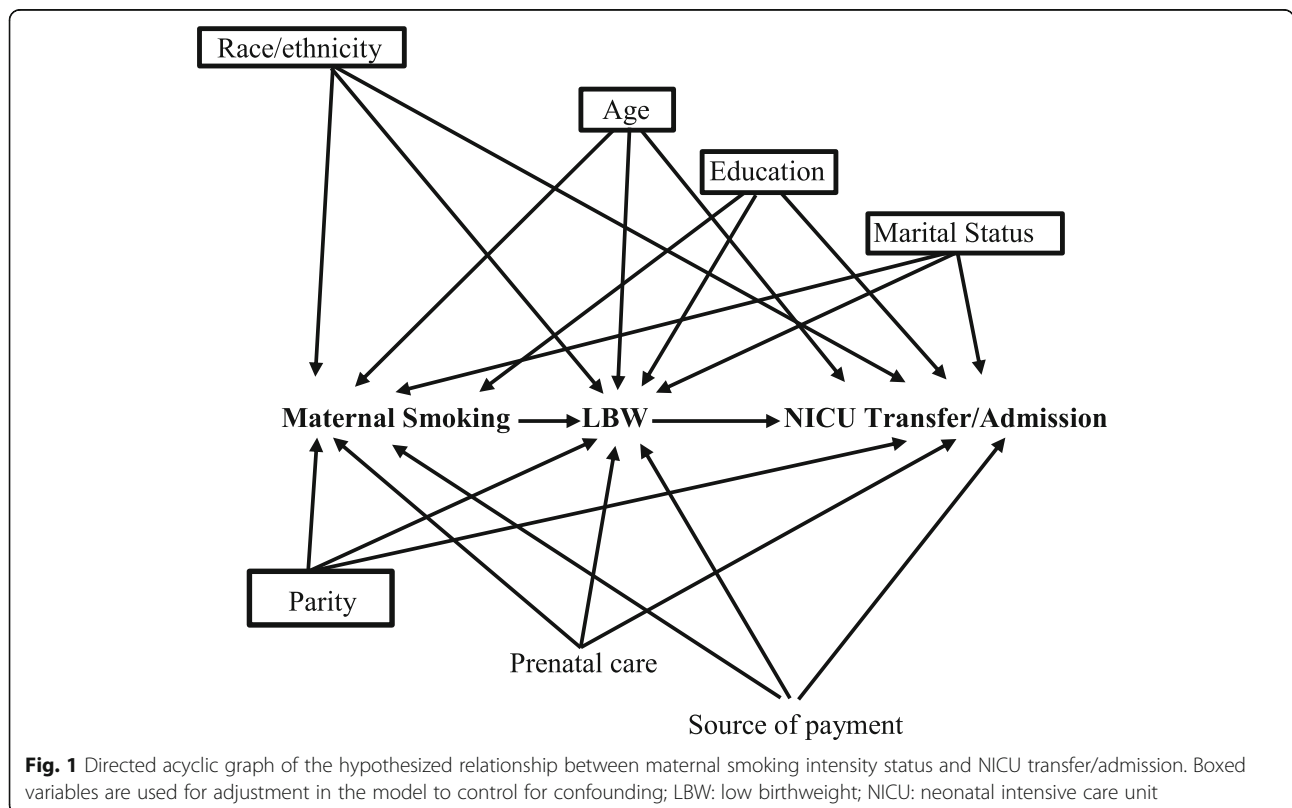 Race/ethnicity
Age
Education
Marital Status
Maternal Smoking
LBW
NICU Transfer/Admission
Parity
Prenatal care
Source of payment
Fig. 1 Directed acyclic graph of the hypothesized relationship between maternal smoking intensity status and NICU transfer/admission. Boxed
variables are used for adjustment in the model to control for confounding; LBW: low birthweight; NICU: neonatal intensive care unit